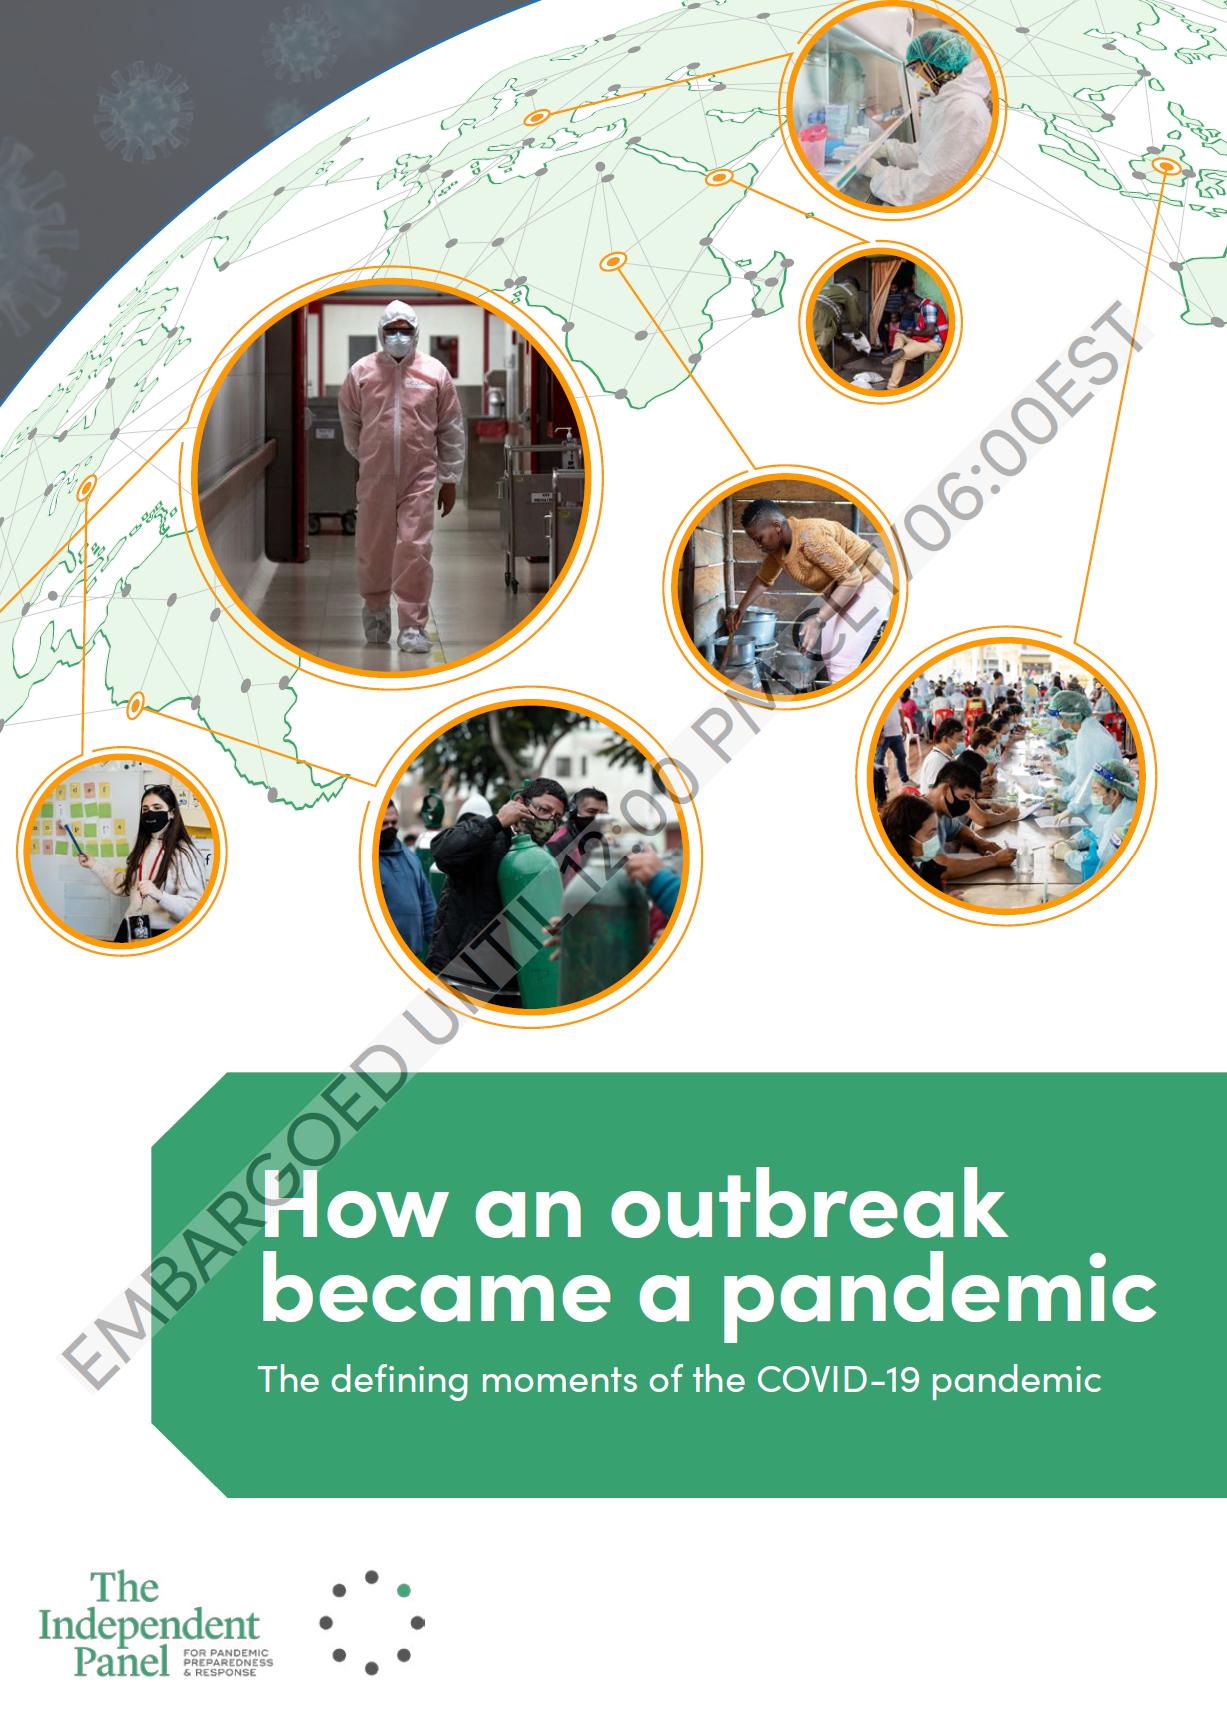 EMBARGOED UNTIL 12:00 PM CET/06:00EST
How an outbreak
became a pandemic
The defining moments of the COVID-19 pandemic
The
Independent
Panel
FOR PANDEMIC
PREPAREDNESS
& RESPONSE